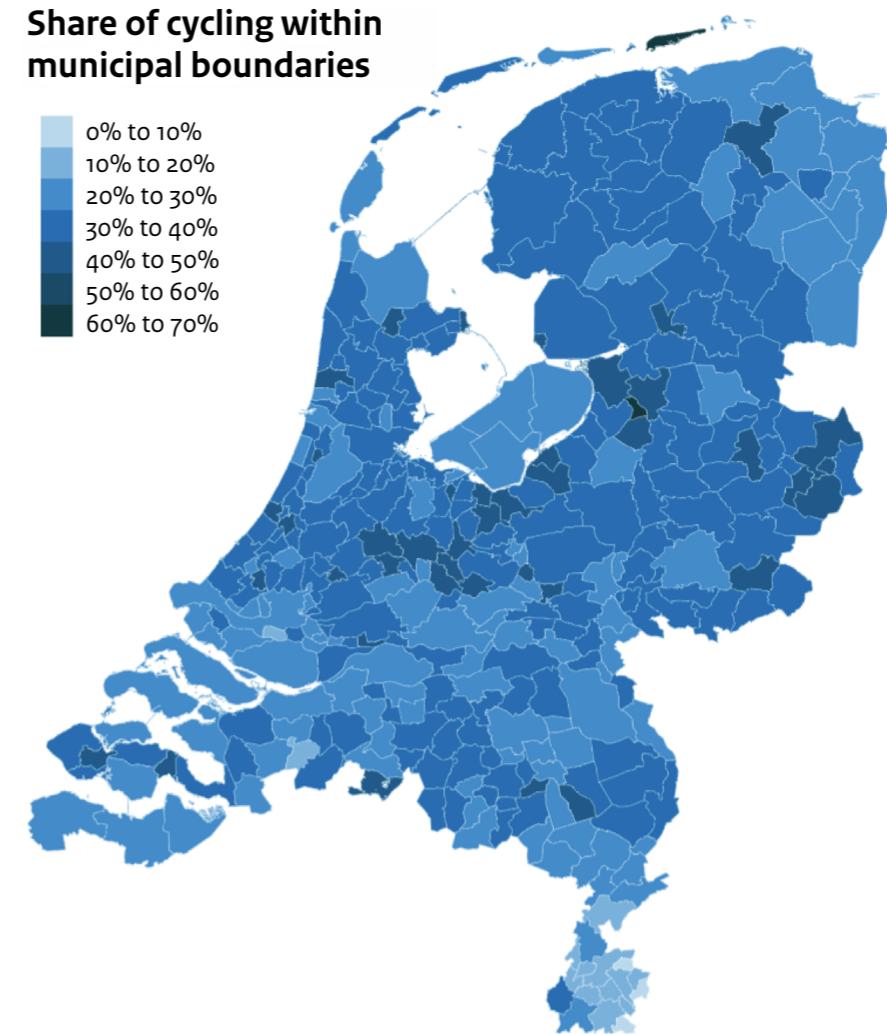 Share of cycling within
municipal boundaries
0% to 10%
10% to 20%
20% to 30%
30% to 40%
40% to 50%
50% to 60%
60% to 70%